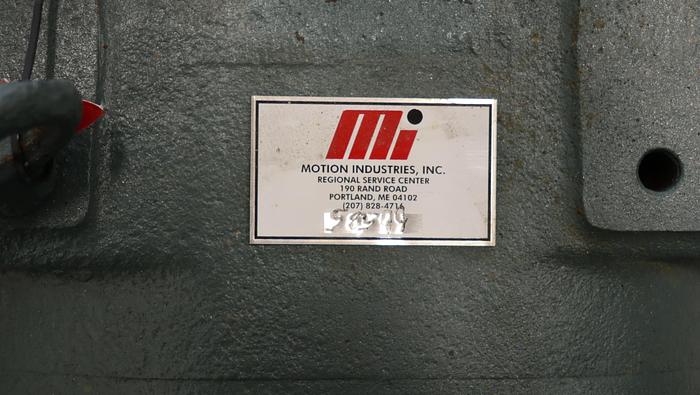 mi
MOTION INDUSTRIES, INC.
REGIONAL SERVICE CENTER
190 RAND ROAD
PORTLAND, ME 04102
(207) 828-4716